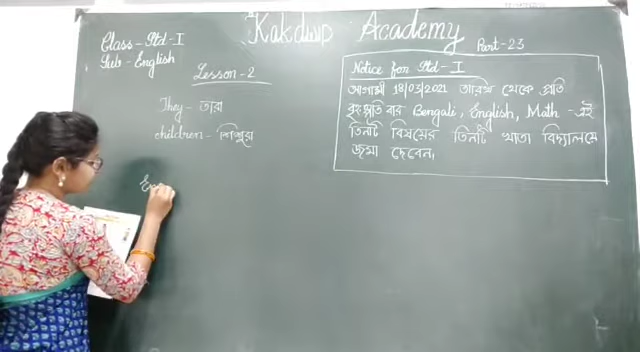 Kakdwip Academy
Class - Std - I
Sub - English
Part - 23
Lesson - 2
They - তারা
children - শিশুরা
Notice for Std - I
আগামী 18/03/2021 তারিখ থেকে প্রতি
বৃহস্পতি বার Bengali, English, Math - এই
তিনটি বিষয়ের তিনটি খাতা বিদ্যালয়ে
জমা দেবেন।